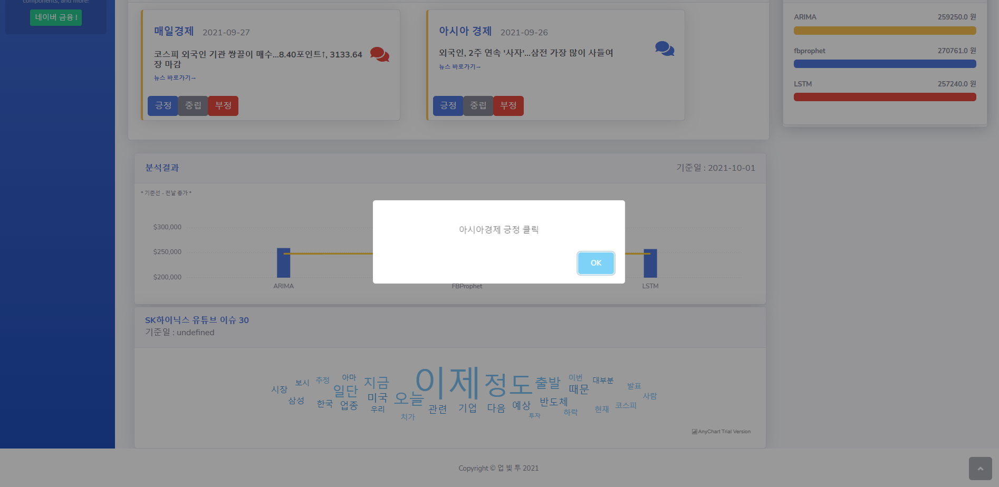 components, and more!
네이버 금융 !
매일경제 2021-09-27
코스피 외국인 기관 쌍끌이 매수...8.40포인트↑, 3133.64
장 마감
뉴스 바로가기→
긍정 중립 부정
아시아 경제 2021-09-26
외국인, 2주 연속 '사자'...삼전 가장 많이 사들여
뉴스 바로가기→
긍정 중립 부정
ARIMA 259250.0 원
fbprophet 270761.0 원
LSTM 257240.0 원
분석결과 기준일 : 2021-10-01
* 기준선 - 전날 종가 *
$300,000
$250,000
$200,000
ARIMA FBProphet LSTM
아시아경제 긍정 클릭
OK
SK하이닉스 유튜브 이슈 30
기준일 : undefined
이제
정도
오늘
지금
일단
출발
때문
미국
업종
반도체
예상
다음
기업
관련
시장
보시
추정
아마
삼성
한국
우리
치가
이번
대부분
발표
사람
코스피
현재
하락
투자
AnyChart Trial Version
Copyright © 업 빛 투 2021